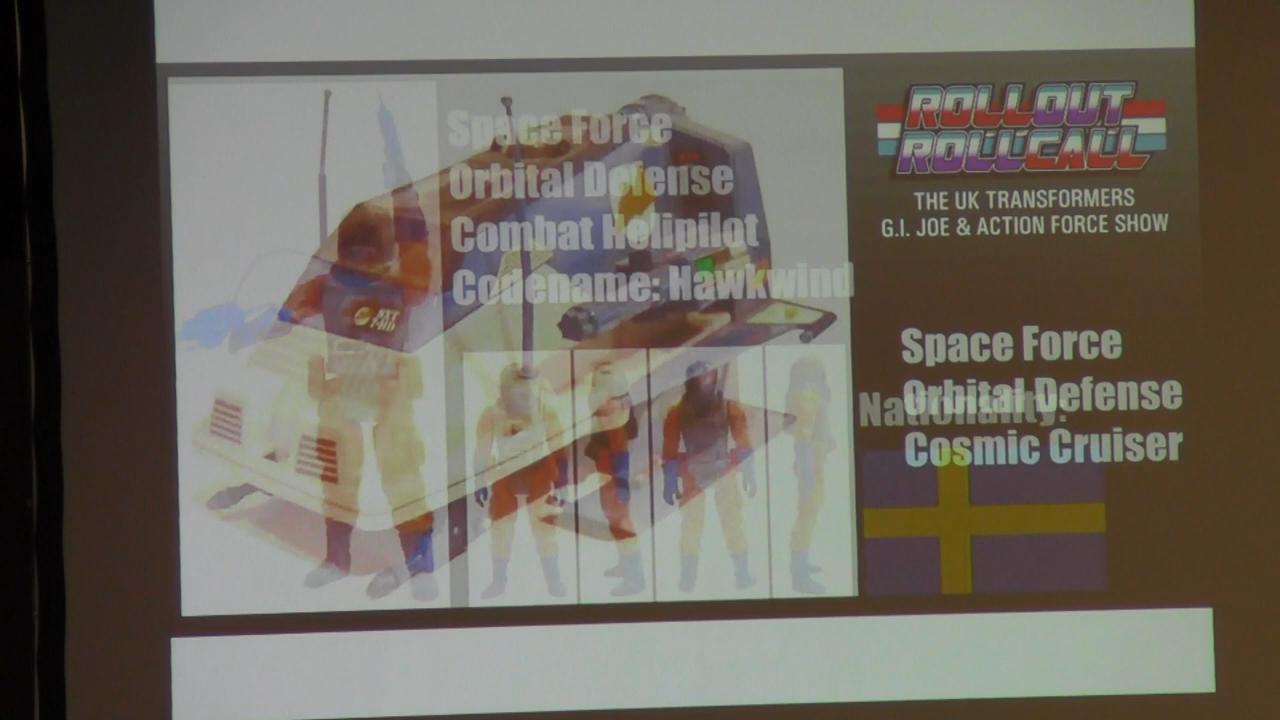 Space Force
Orbital Defense
Combat Helipilot
Codename: Hawkwind
ROLLOUT
ROLLCALL
THE UK TRANSFORMERS
G.I. JOE & ACTION FORCE SHOW
Space Force
Orbital Defense
Nationality:
Cosmic Cruiser